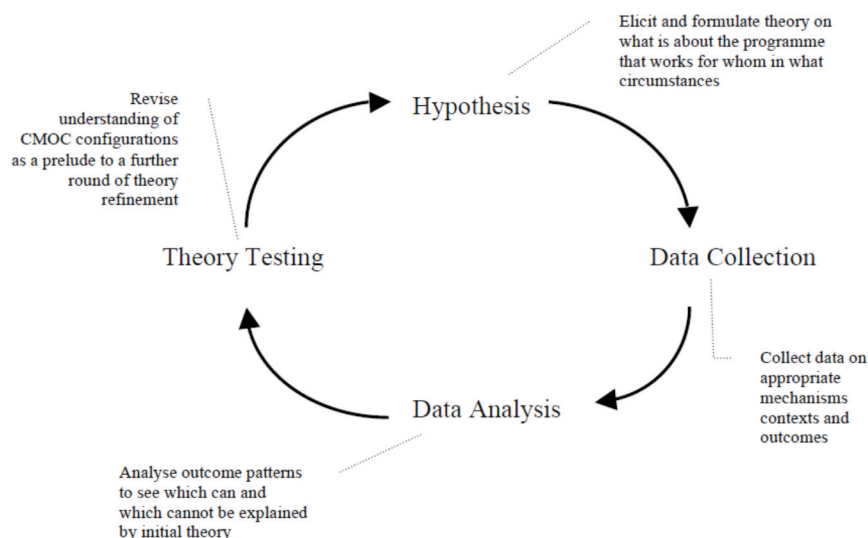 Elicit and formulate theory on
what is about the programme
that works for whom in what
circumstances
Hypothesis
Revise
understanding of
CMOC configurations
as a prelude to a further
round of theory
refinement
Theory Testing
Data Collection
Collect data on
appropriate
mechanisms
contexts and
outcomes
Data Analysis
Analyse outcome patterns
to see which can and
which cannot be explained
by initial theory